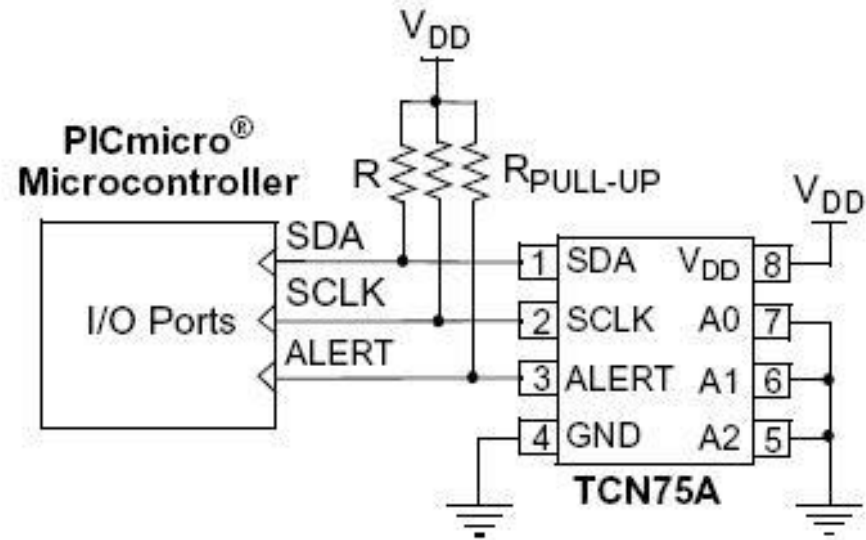 VDD
PICmicro®
Microcontroller
R
RPULL-UP
VDD
SDA
SCLK
ALERT
I/O Ports
1 SDA VDD 8
2 SCLK A0 7
3 ALERT A1 6
4 GND A2 5
TCN75A